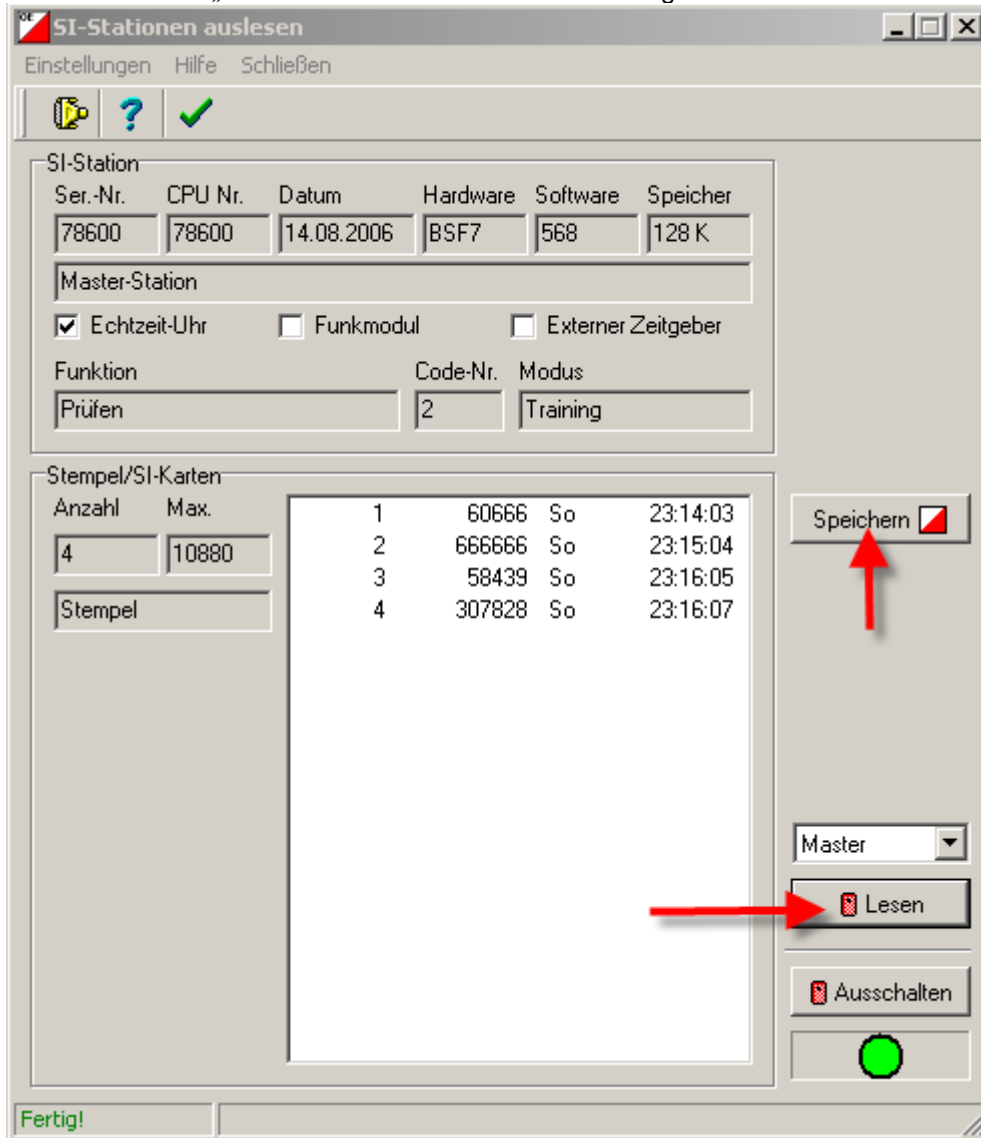 SI-Stationen auslesen
Einstellungen Hilfe Schließen
SI-Station
Ser.-Nr. CPU Nr. Datum Hardware Software Speicher
78600 78600 14.08.2006 BSF7 568 128 K
Master-Station
Echtzeit-Uhr Funkmodul Externer Zeitgeber
Funktion Code-Nr. Modus
Prüfen 2 Training
Stempel/SI-Karten
Anzahl Max.
4 10880
Stempel
1 60666 So 23:14:03
2 666666 So 23:15:04
3 58439 So 23:16:05
4 307828 So 23:16:07
Speichern
Master
Lesen
Ausschalten
Fertig!